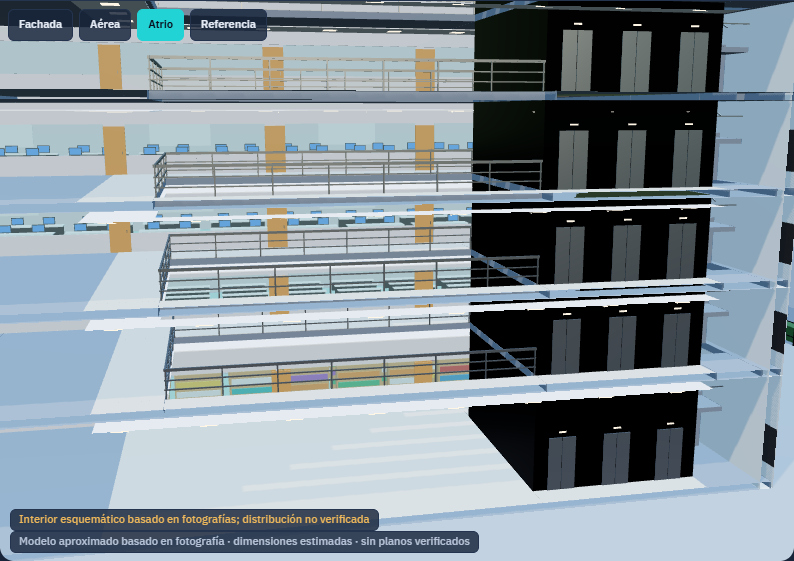 Fachada
Aérea
Atrio
Referencia
Interior esquemático basado en fotografías; distribución no verificada
Modelo aproximado basado en fotografía · dimensiones estimadas · sin planos verificados